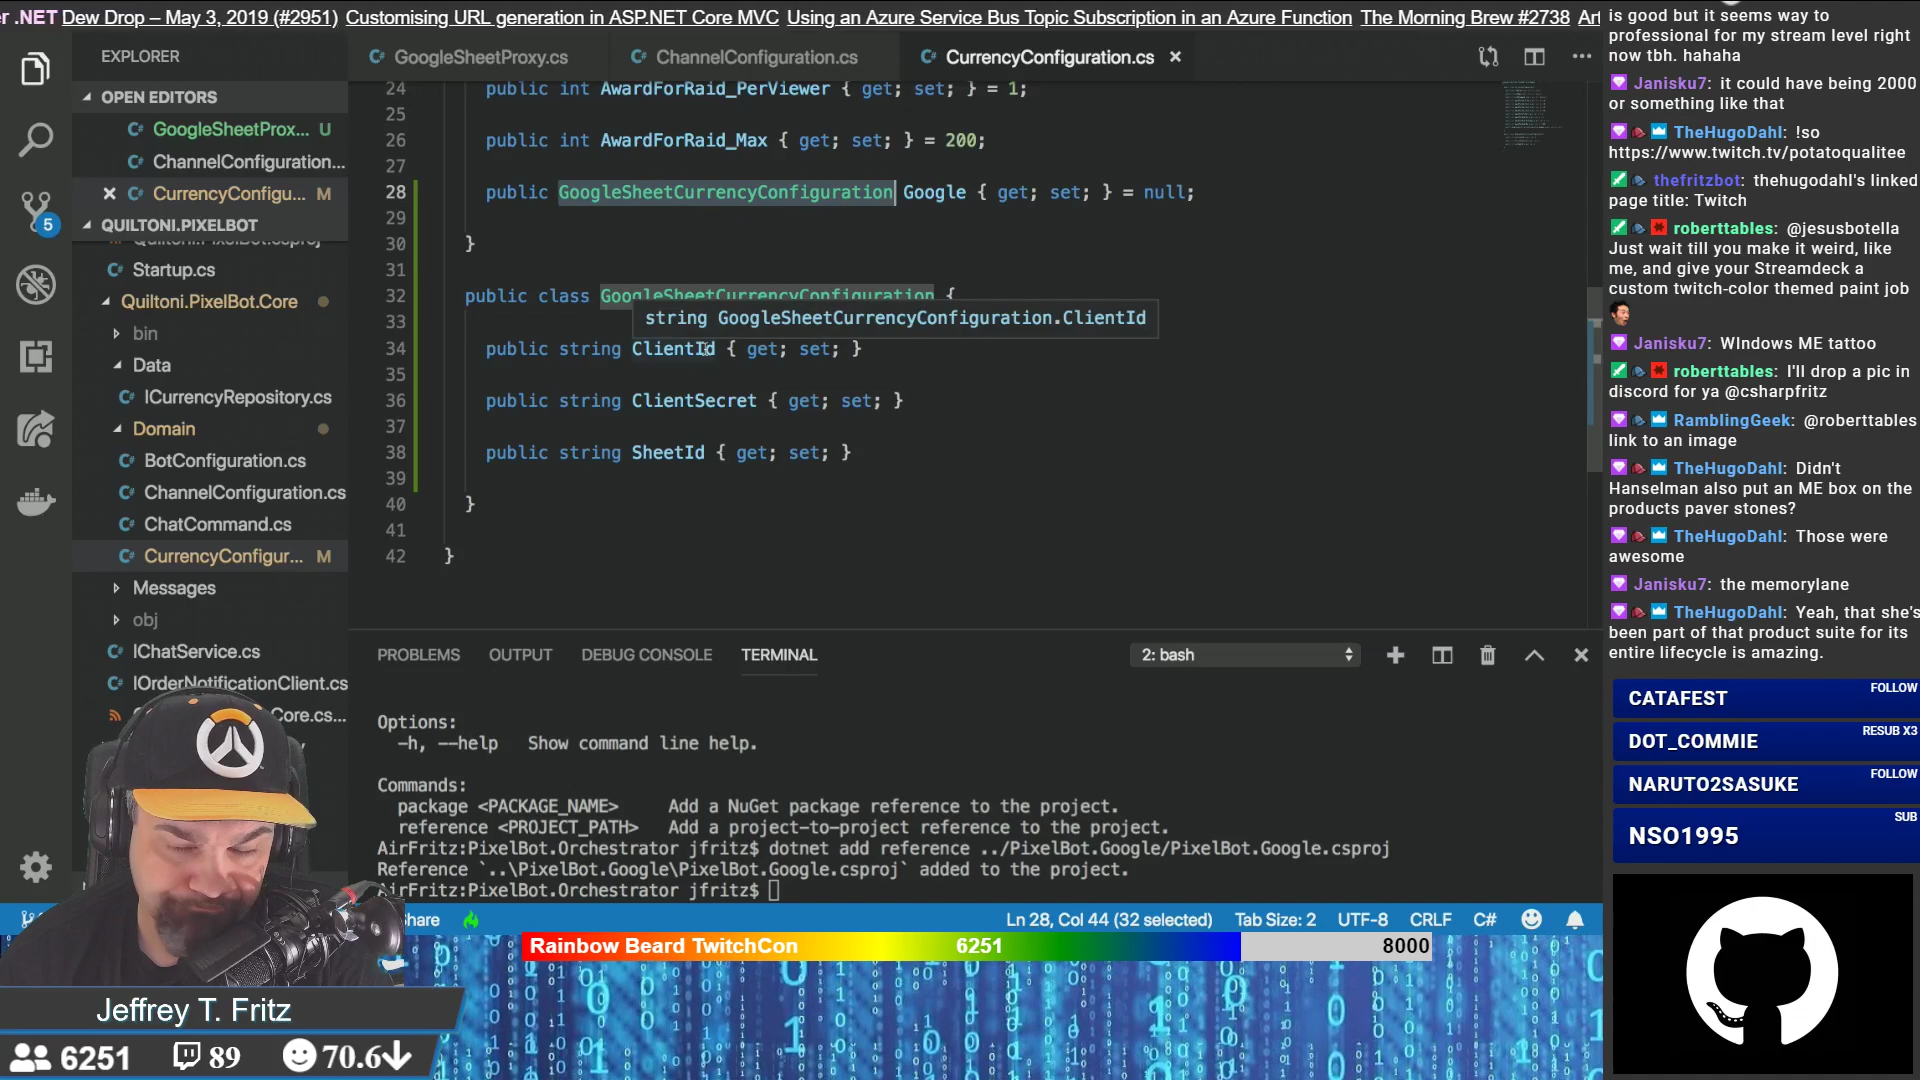 r .NET Dew Drop – May 3, 2019 (#2951) Customising URL generation in ASP.NET Core MVC Using an Azure Service Bus Topic Subscription in an Azure Function The Morning Brew #2738
EXPLORER
OPEN EDITORS
GoogleSheetProx... U
ChannelConfiguration...
CurrencyConfigu... M
QUILTONI.PIXELBOT
Quiltoni.PixelBot.csproj
Startup.cs
Quiltoni.PixelBot.Core
bin
Data
ICurrencyRepository.cs
Domain
BotConfiguration.cs
ChannelConfiguration.cs
ChatCommand.cs
CurrencyConfigur... M
Messages
obj
IChatService.cs
IOrderNotificationClient.cs
Core.cs...
5
GoogleSheetProxy.cs
ChannelConfiguration.cs
CurrencyConfiguration.cs
24 public int AwardForRaid_PerViewer { get; set; } = 1;
25
26 public int AwardForRaid_Max { get; set; } = 200;
27
28 public GoogleSheetCurrencyConfiguration Google { get; set; } = null;
29
30 }
31
32 public class GoogleSheetCurrencyConfiguration {
33 string GoogleSheetCurrencyConfiguration.ClientId
34 public string ClientId { get; set; }
35
36 public string ClientSecret { get; set; }
37
38 public string SheetId { get; set; }
39
40 }
41
42 }
PROBLEMS OUTPUT DEBUG CONSOLE TERMINAL 2: bash
Options:
-h, --help Show command line help.
Commands:
package <PACKAGE_NAME> Add a NuGet package reference to the project.
reference <PROJECT_PATH> Add a project-to-project reference to the project.
AirFritz:PixelBot.Orchestrator jfritz$ dotnet add reference ../PixelBot.Google/PixelBot.Google.csproj
Reference `..\PixelBot.Google\PixelBot.Google.csproj` added to the project.
AirFritz:PixelBot.Orchestrator jfritz$
hare Ln 28, Col 44 (32 selected) Tab Size: 2 UTF-8 CRLF C#
Rainbow Beard TwitchCon 6251 8000
Jeffrey T. Fritz
6251 89 70.6
is good but it seems way to
professional for my stream level right
now tbh. hahaha
Janisku7: it could have being 2000
or something like that
TheHugoDahl: !so
https://www.twitch.tv/potatoqualitee
thefritzbot: thehugodahl's linked
page title: Twitch
roberttables: @jesusbotella
Just wait till you make it weird, like
me, and give your Streamdeck a
custom twitch-color themed paint job
Janisku7: WIndows ME tattoo
roberttables: I'll drop a pic in
discord for ya @csharpfritz
RamblingGeek: @roberttables
link to an image
TheHugoDahl: Didn't
Hanselman also put an ME box on the
products paver stones?
TheHugoDahl: Those were
awesome
Janisku7: the memorylane
TheHugoDahl: Yeah, that she's
been part of that product suite for its
entire lifecycle is amazing.
CATAFEST FOLLOW
DOT_COMMIE RESUB X3
NARUTO2SASUKE FOLLOW
NSO1995 SUB